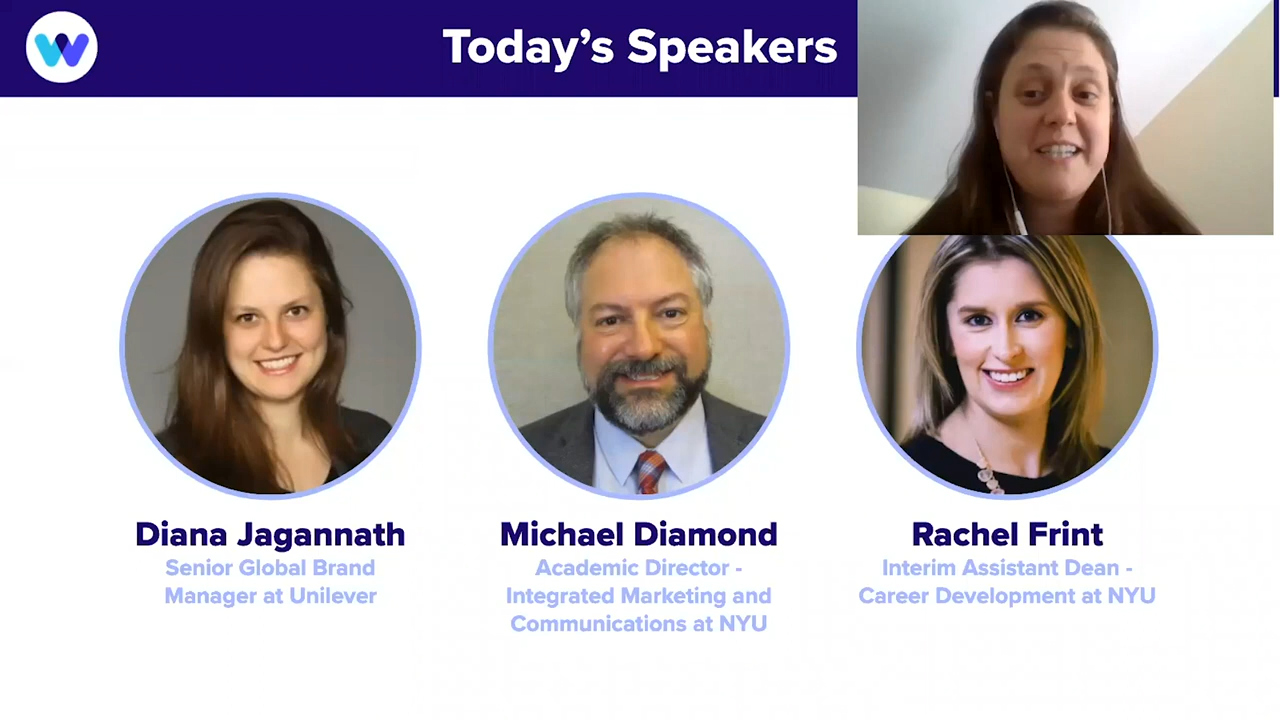 Today's Speakers
Diana Jagannath
Senior Global Brand
Manager at Unilever
Michael Diamond
Academic Director -
Integrated Marketing and
Communications at NYU
Rachel Frint
Interim Assistant Dean -
Career Development at NYU